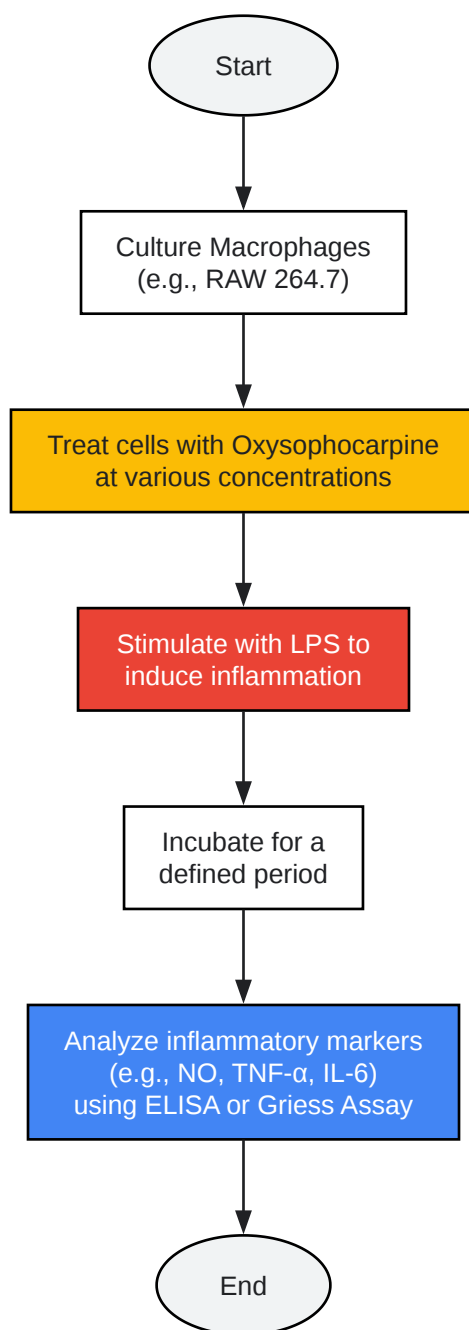 Start
Culture Macrophages
(e.g., RAW 264.7)
Treat cells with Oxysophocarpine
at various concentrations
Stimulate with LPS to
induce inflammation
Incubate for a
defined period
Analyze inflammatory markers
(e.g., NO, TNF-α, IL-6)
using ELISA or Griess Assay
End